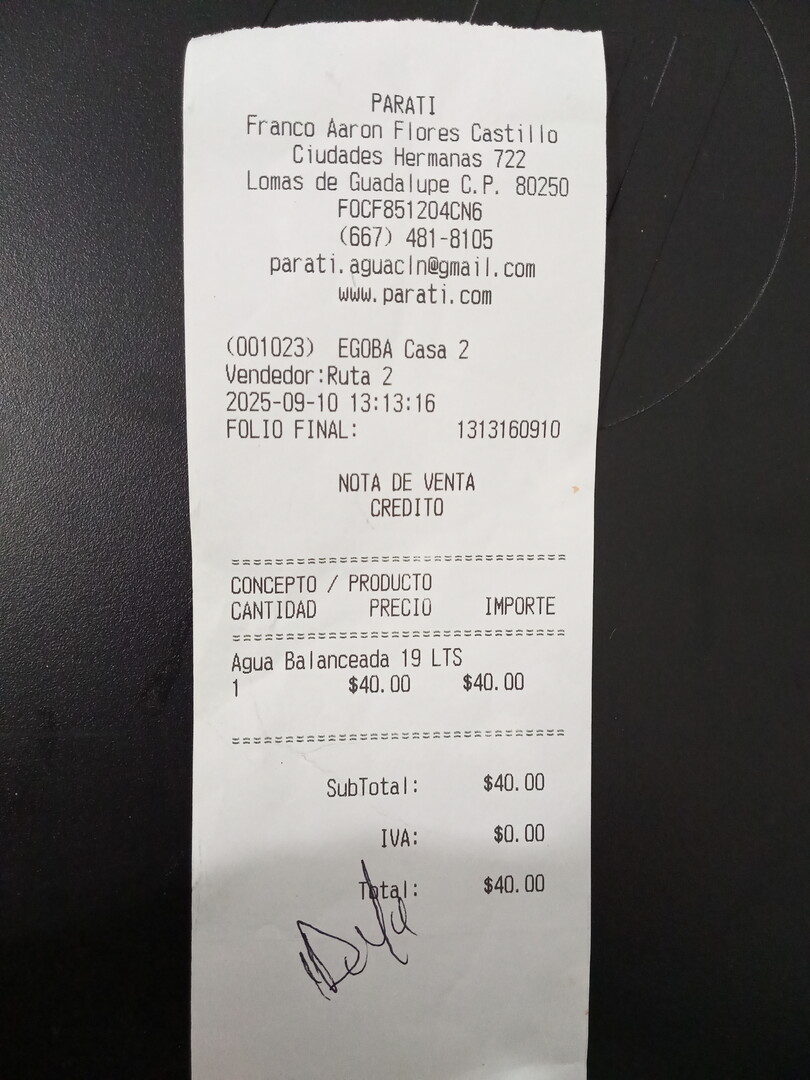 PARATI
Franco Aaron Flores Castillo
Ciudades Hermanas 722
Lomas de Guadalupe C.P. 80250
FOCF851204CN6
(667) 481-8105
parati.aguacln@gmail.com
www.parati.com
(001023) EGOBA Casa 2
Vendedor:Ruta 2
2025-09-10 13:13:16
FOLIO FINAL: 1313160910
NOTA DE VENTA
CREDITO
==============================
CONCEPTO / PRODUCTO
CANTIDAD PRECIO IMPORTE
==============================
Agua Balanceada 19 LTS
1 $40.00 $40.00
==============================
SubTotal: $40.00
IVA: $0.00
Total: $40.00